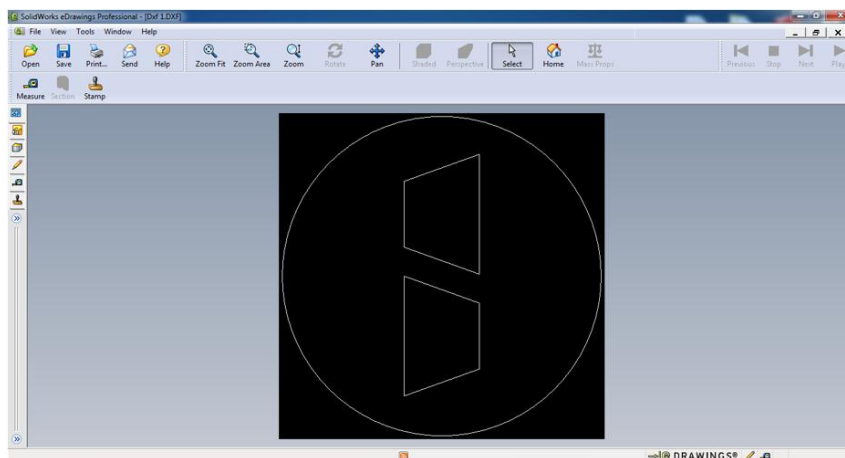 SolidWorks eDrawings Professional - [Dxf 1.DXF]
File View Tools Window Help
Open Save Print... Send Help Zoom Fit Zoom Area Zoom Rotate Pan Shaded Perspective Select Home Mass Props Previous Stop Next Play
Measure Section Stamp
eDRAWINGS®